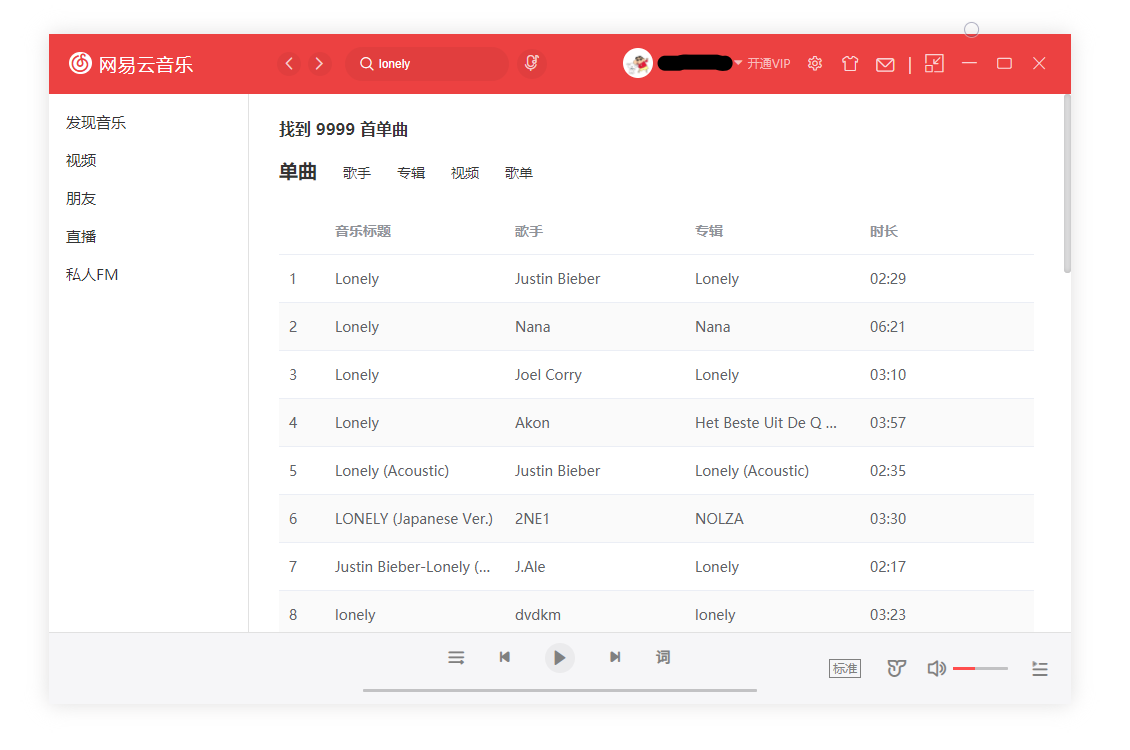 网易云音乐 lonely 开通VIP
发现音乐
视频
朋友
直播
私人FM
找到 9999 首单曲
单曲 歌手 专辑 视频 歌单
音乐标题 歌手 专辑 时长
1 Lonely Justin Bieber Lonely 02:29
2 Lonely Nana Nana 06:21
3 Lonely Joel Corry Lonely 03:10
4 Lonely Akon Het Beste Uit De Q ... 03:57
5 Lonely (Acoustic) Justin Bieber Lonely (Acoustic) 02:35
6 LONELY (Japanese Ver.) 2NE1 NOLZA 03:30
7 Justin Bieber-Lonely (... J.Ale Lonely 02:17
8 lonely dvdkm lonely 03:23
词
标准